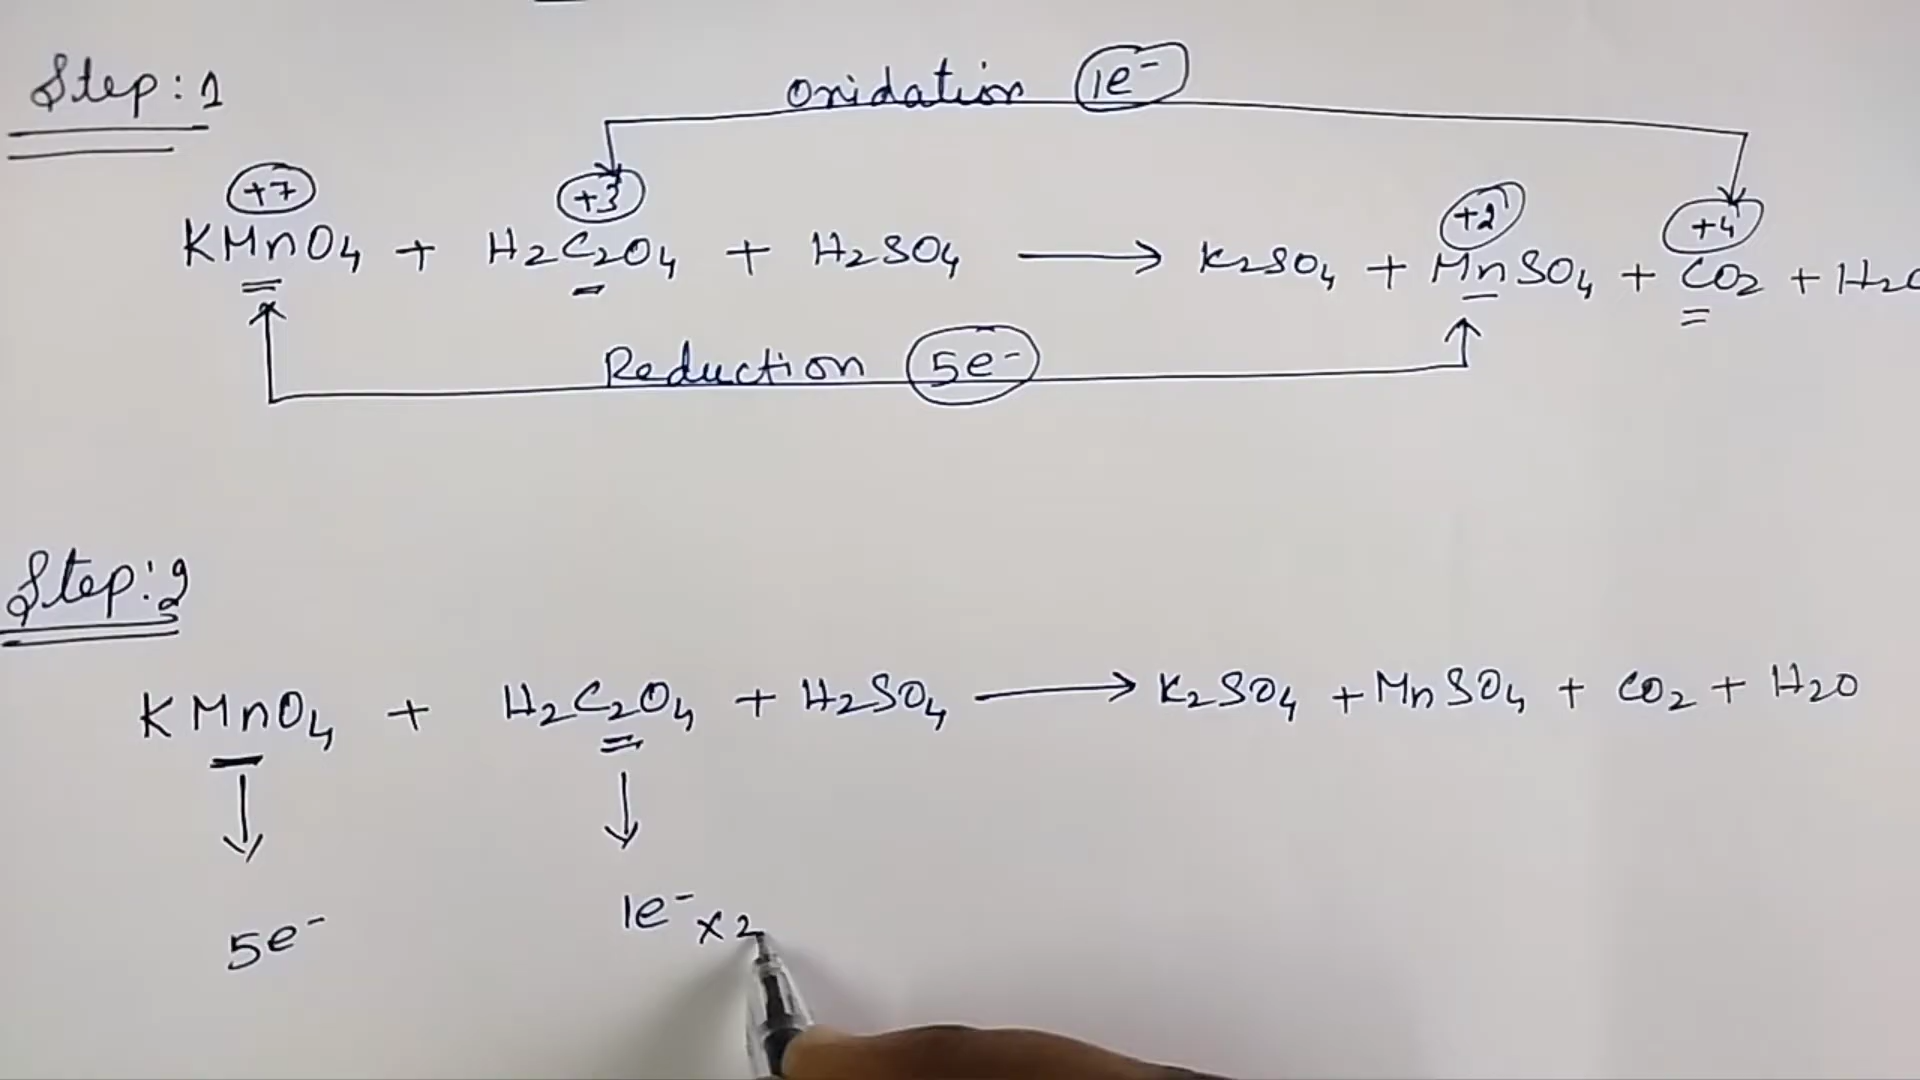 Step:1
Oxidation 1e⁻
+7 +3 +2 +4
KMnO₄ + H₂C₂O₄ + H₂SO₄ ⟶ K₂SO₄ + MnSO₄ + CO₂ + H₂O
Reduction 5e⁻
Step:2
KMnO₄ + H₂C₂O₄ + H₂SO₄ ⟶ K₂SO₄ + MnSO₄ + CO₂ + H₂O
5e⁻ 1e⁻ × 2